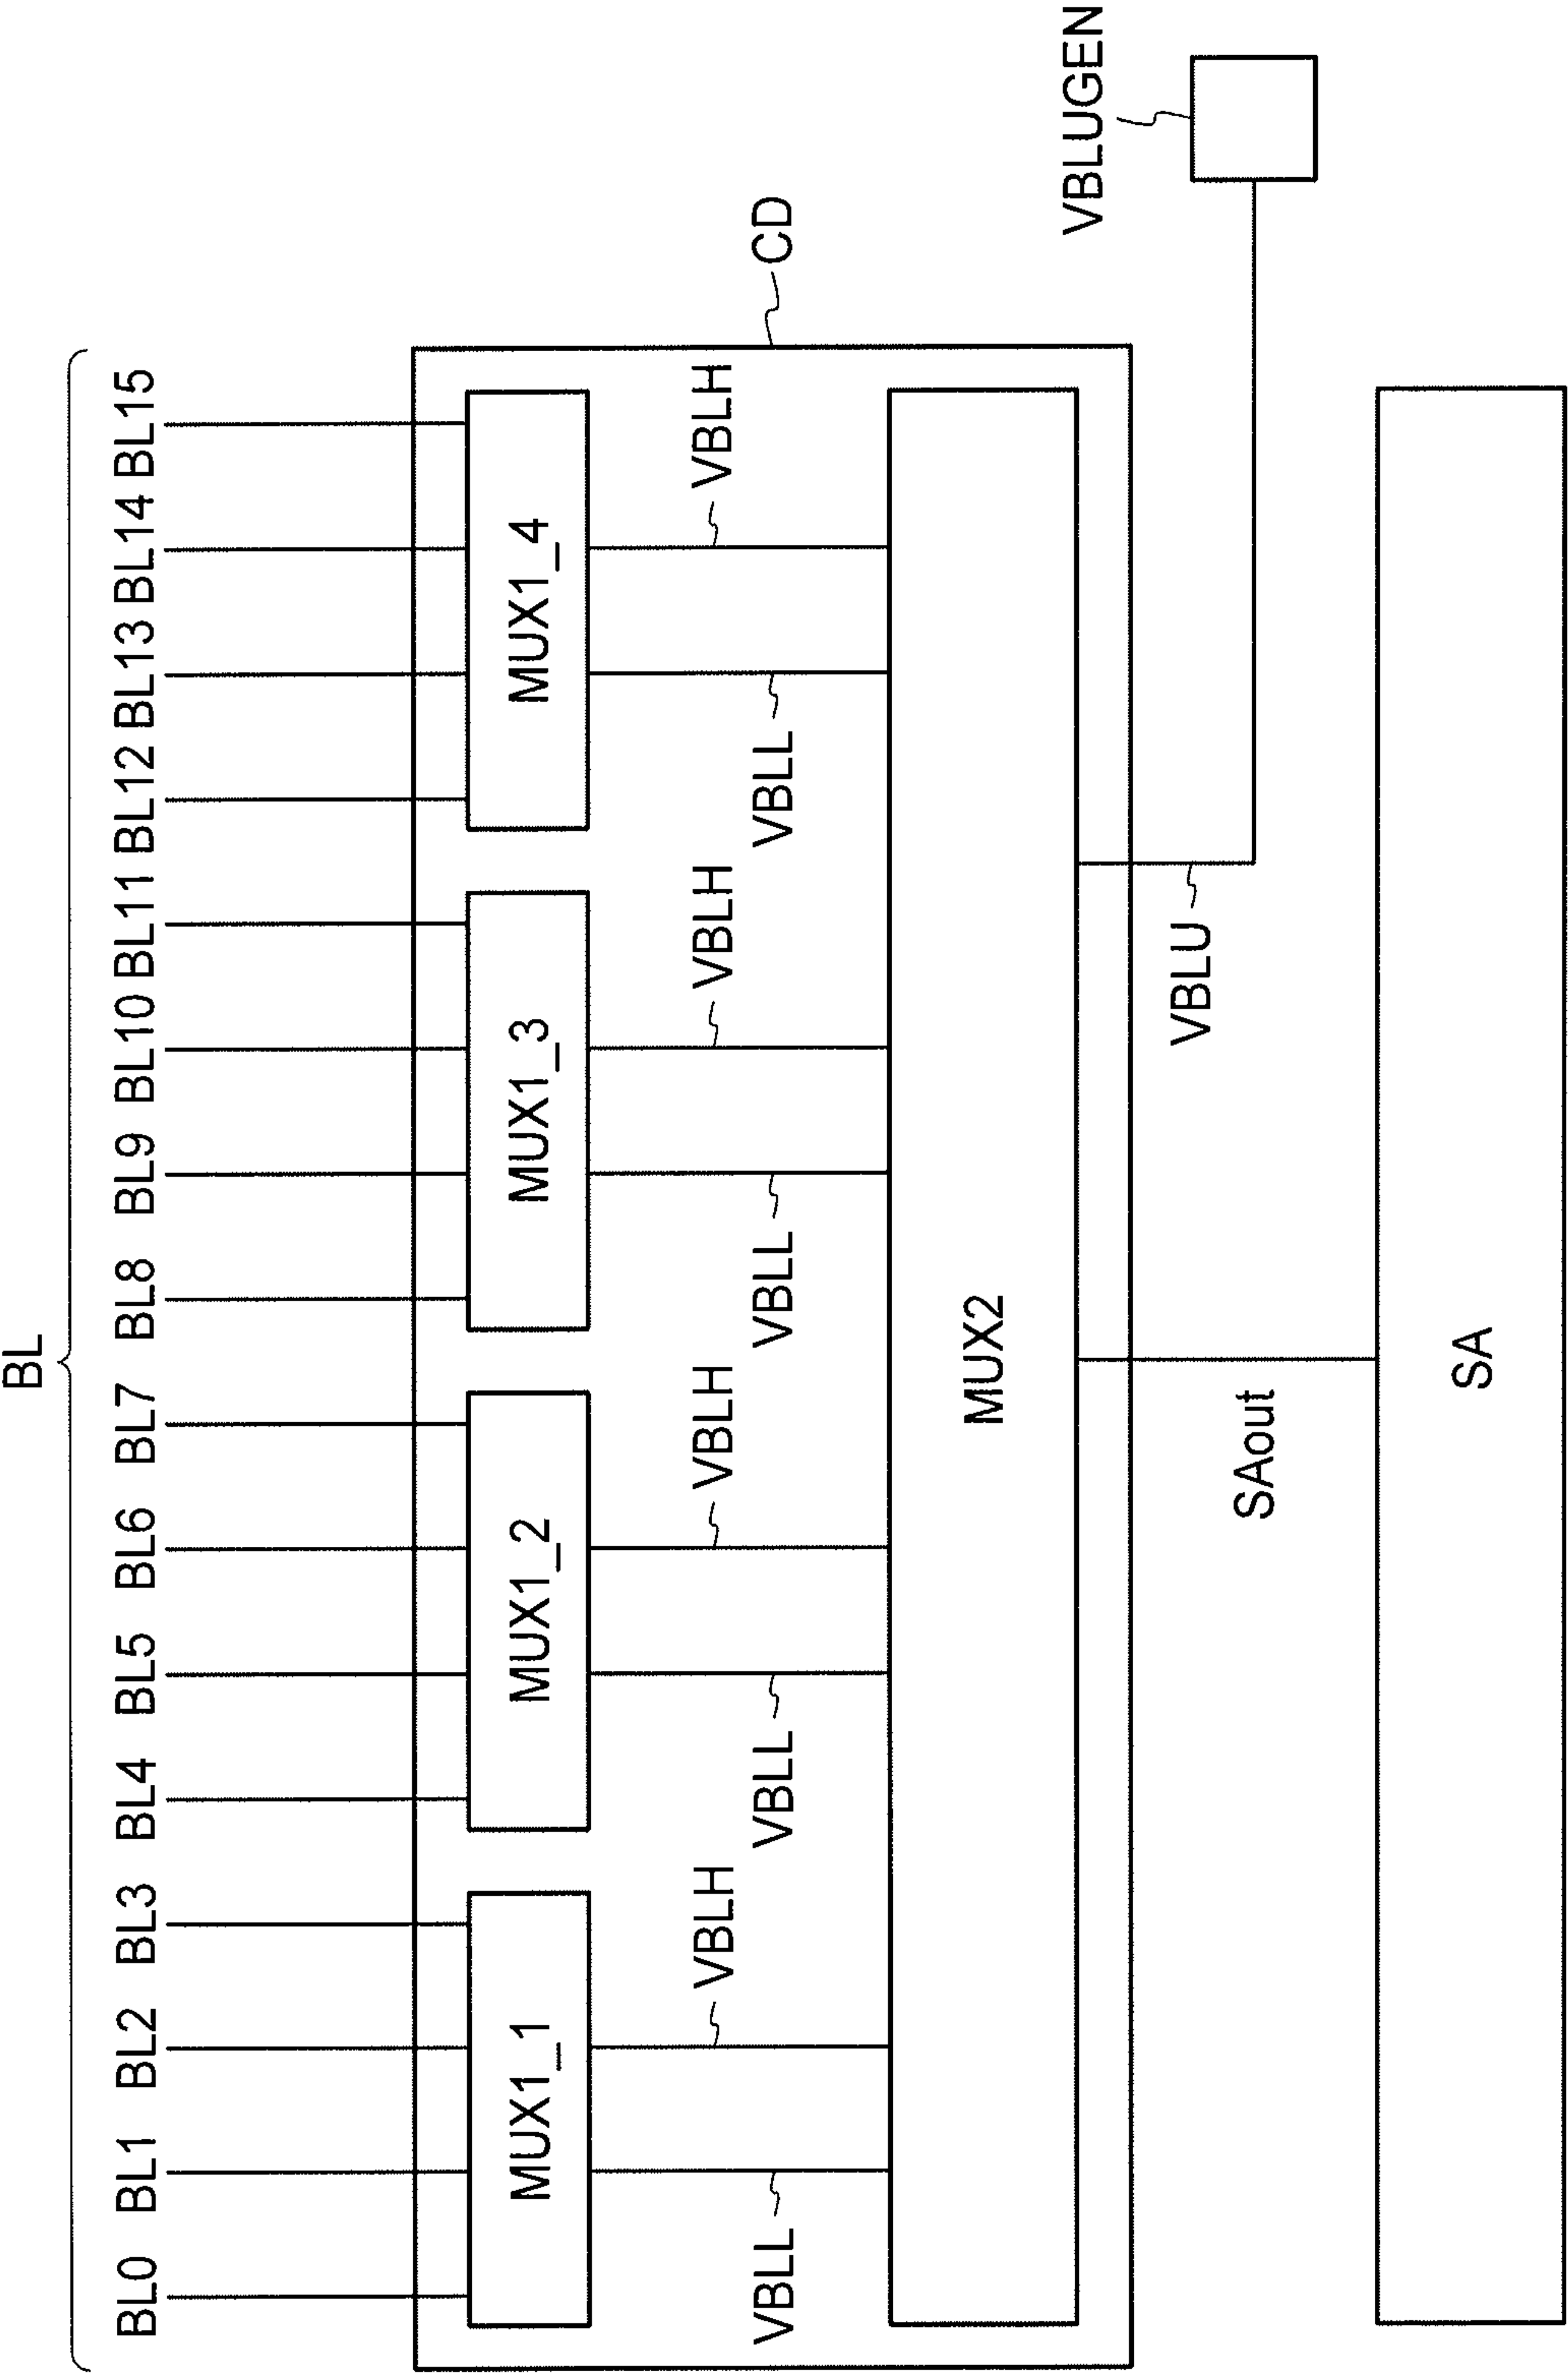 BL
BL0 BL1 BL2 BL3 BL4 BL5 BL6 BL7 BL8 BL9 BL10 BL11 BL12 BL13 BL14 BL15
MUX1_1 MUX1_2 MUX1_3 MUX1_4
VBLH VBLH VBLH VBLH
CD
VBLL VBLL VBLL VBLL
MUX2
VBLUGEN
VBLU
SAout
SA